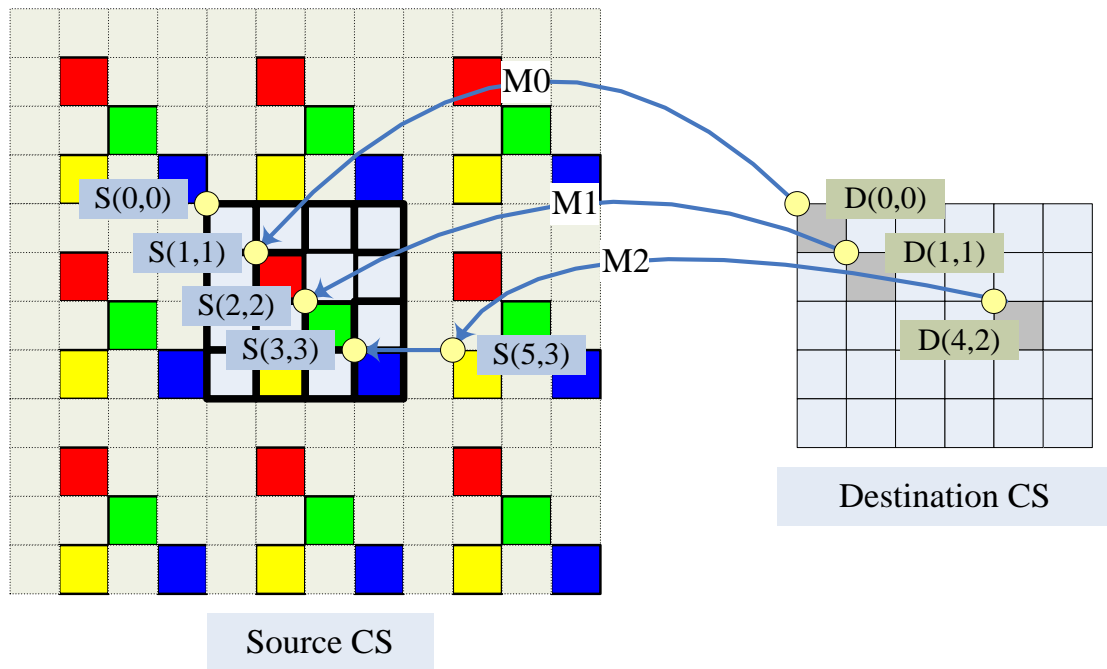 M0
S(0,0)
D(0,0)
M1
S(1,1)
D(1,1)
M2
S(2,2)
D(4,2)
S(3,3)
S(5,3)
Destination CS
Source CS